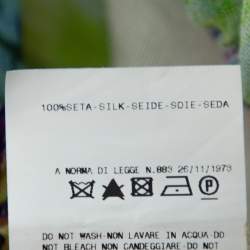 100%SETA-SILK-SEIDE-SOIE-SEDA
A NORMA DI LEGGE N.883 26/11/1973
P
DO NOT WASH-NON LAVARE IN ACQUA-DO
NOT BLEACH NON CANDEGGIARE-DO NOT